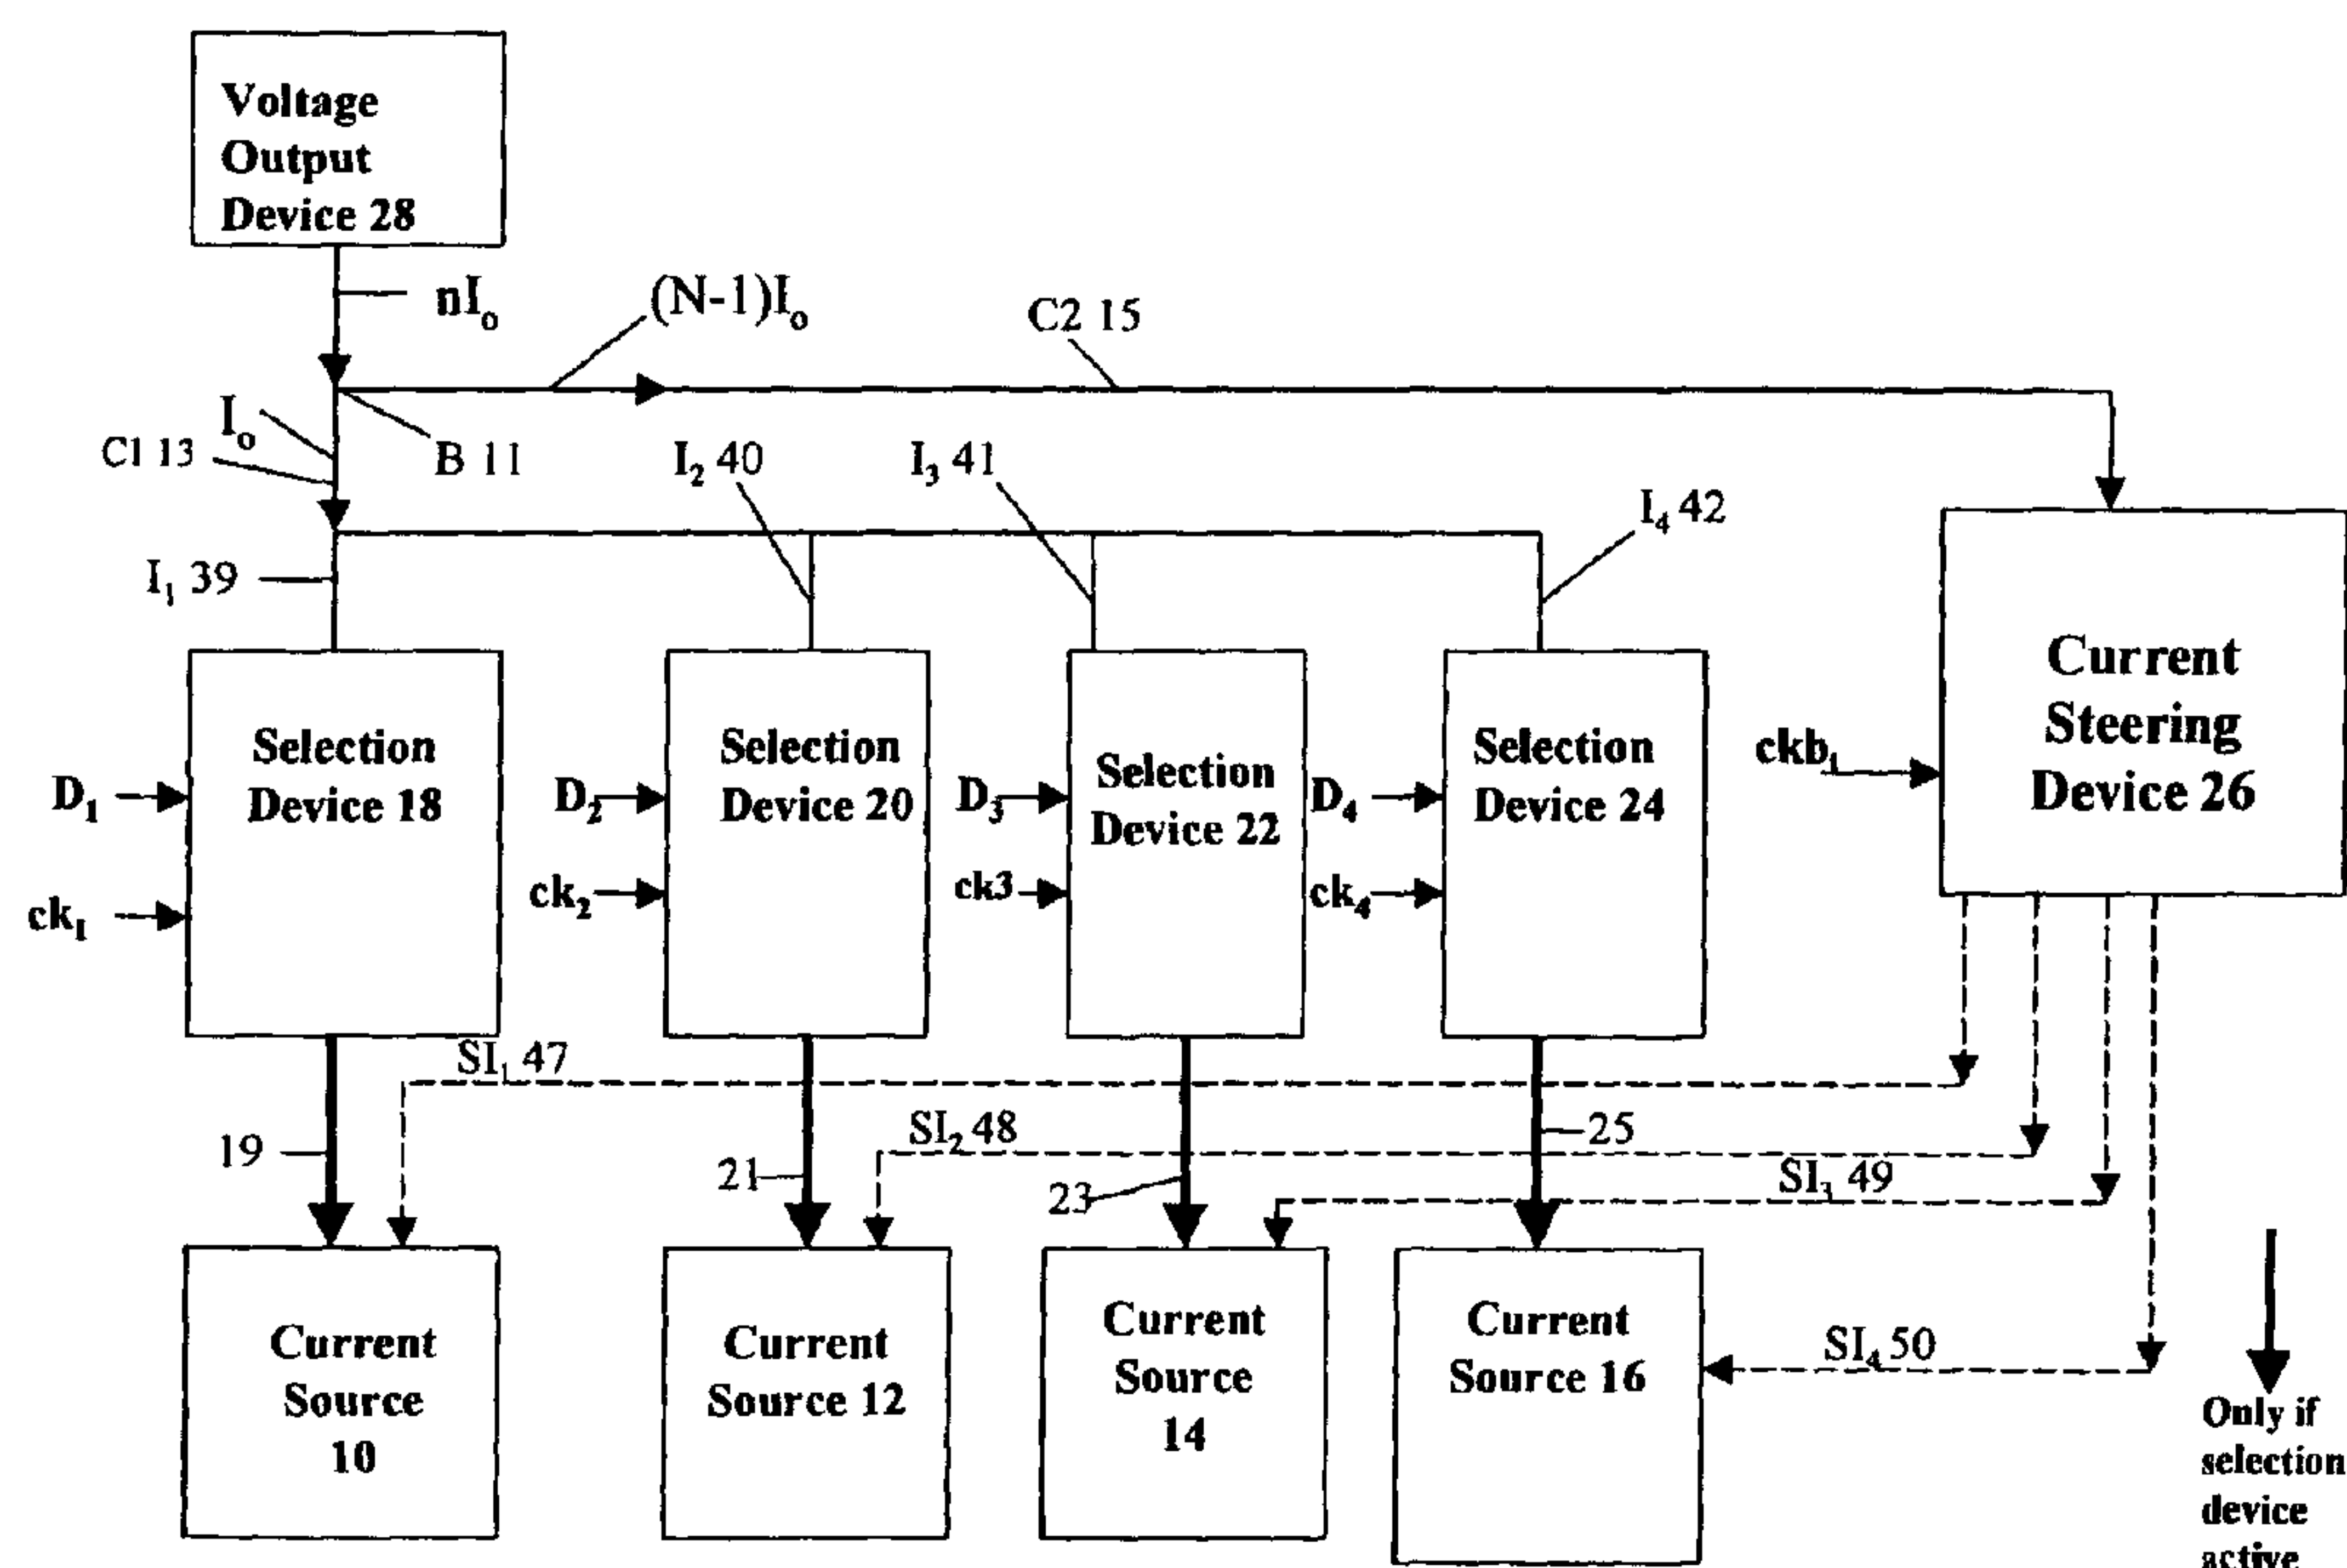 Voltage
Output
Device 28
nI₀
(N-1)I₀
C2 15
I₀
C1 13
B 11
I₂ 40
I₃ 41
I₄ 42
I₁ 39
Selection
Device 18
Selection
Device 20
Selection
Device 22
Selection
Device 24
Current
Steering
Device 26
D₁
D₂
D₃
D₄
ckb₁
ck₁
ck₂
ck3
ck₄
SI₁ 47
SI₂ 48
SI₃ 49
SI₄ 50
19
21
23
25
Current
Source
10
Current
Source 12
Current
Source
14
Current
Source 16
Only if
selection
device
active